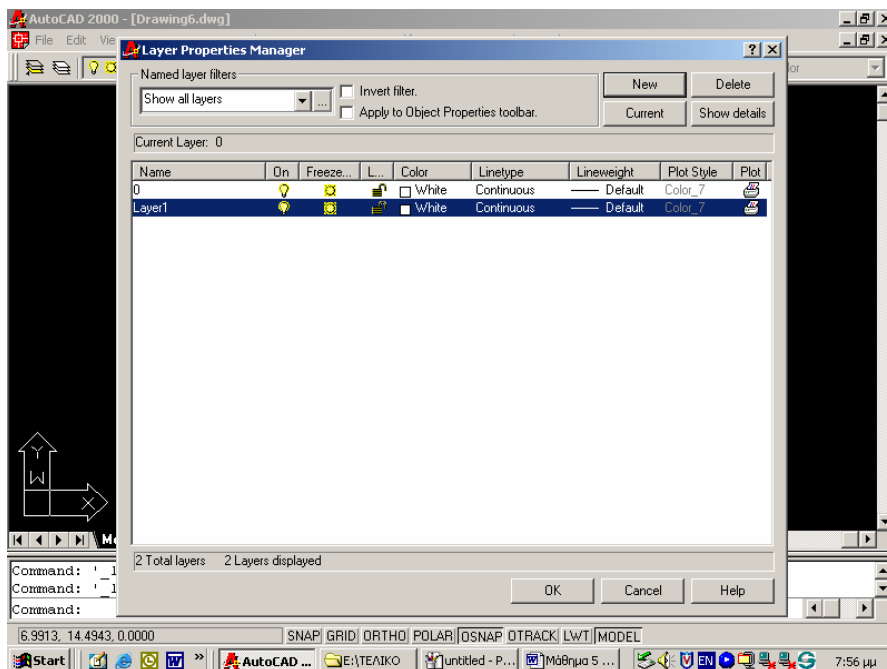 AutoCAD 2000 - [Drawing6.dwg]
File Edit Vie
Layer Properties Manager
Named layer filters
Show all layers
...
Invert filter.
Apply to Object Properties toolbar.
New
Delete
Current
Show details
Current Layer: 0
Name On Freeze... L... Color Linetype Lineweight Plot Style Plot
0 White Continuous Default Color_7
Layer1 White Continuous Default Color_7
2 Total layers 2 Layers displayed
OK Cancel Help
Y
W
X
Command: '_l
Command: '_l
Command:
6.9913, 14.4943, 0.0000 SNAP GRID ORTHO POLAR OSNAP OTRACK LWT MODEL
Start » AutoCAD ... E:\ΤΕΛΙΚΟ untitled - P... Μάθημα 5 ... EN 7:56 μμ